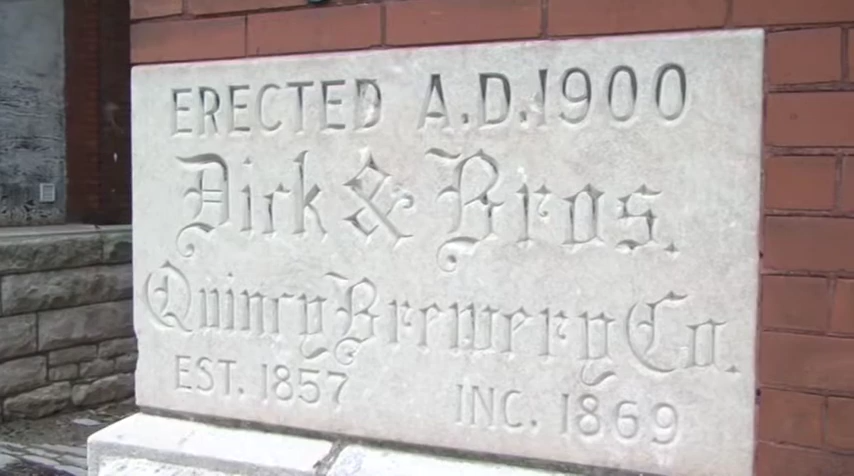 ERECTED A.D. 1900
Dick & Bros.
Quincy Brewery Co.
EST. 1857 INC. 1869